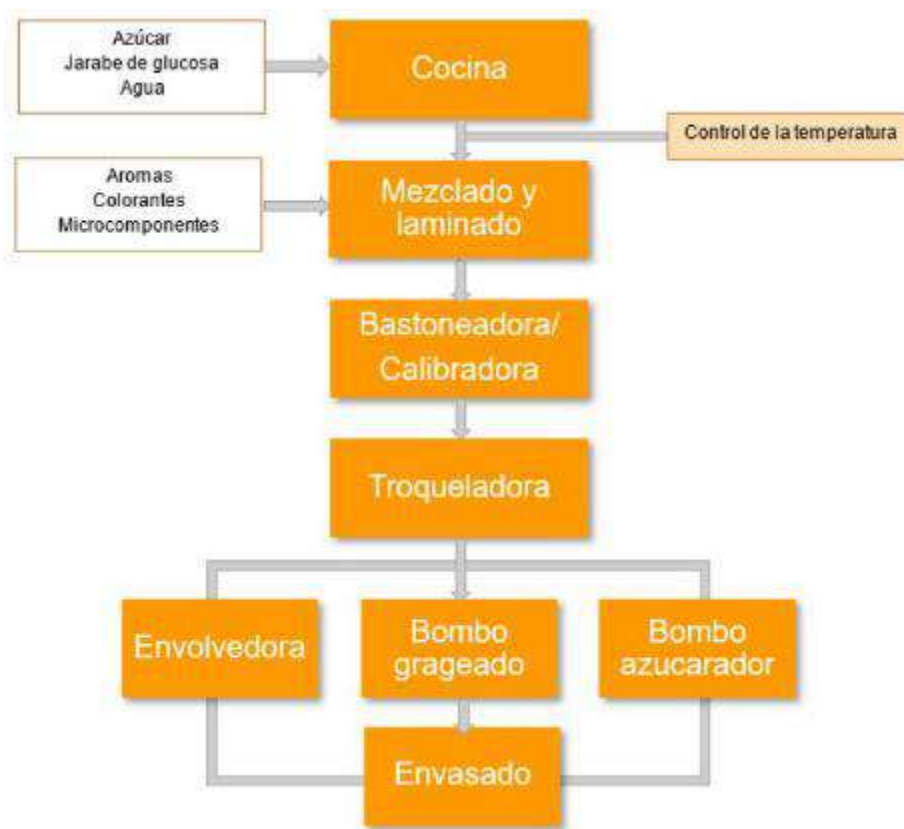 Azúcar
Jarabe de glucosa
Agua
Cocina
Control de la temperatura
Aromas
Colorantes
Microcomponentes
Mezclado y
laminado
Bastoneadora/
Calibradora
Troqueladora
Envolvedora
Bombo
grageado
Bombo
azucarador
Envasado